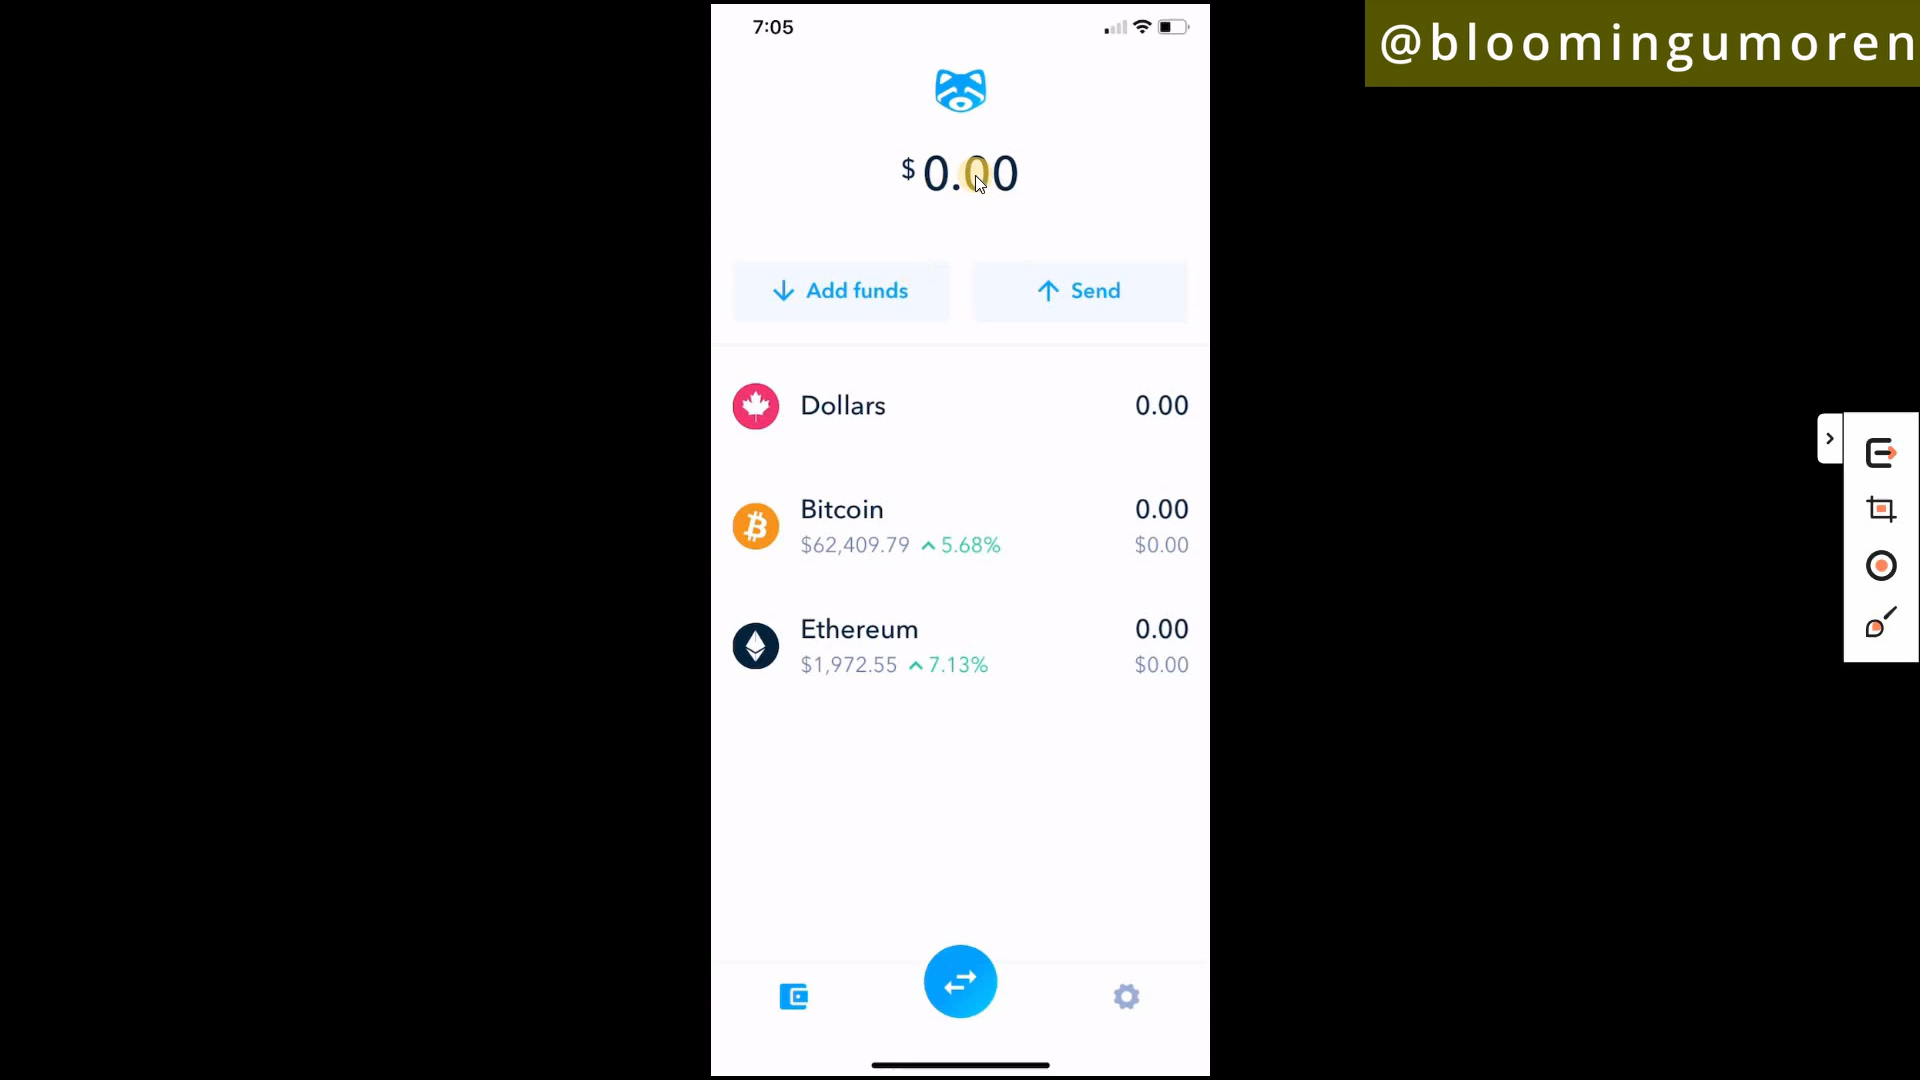 7:05
@bloomingumoren
$ 0.00
Add funds
Send
Dollars 0.00
Bitcoin 0.00
$62,409.79 5.68% $0.00
Ethereum 0.00
$1,972.55 7.13% $0.00